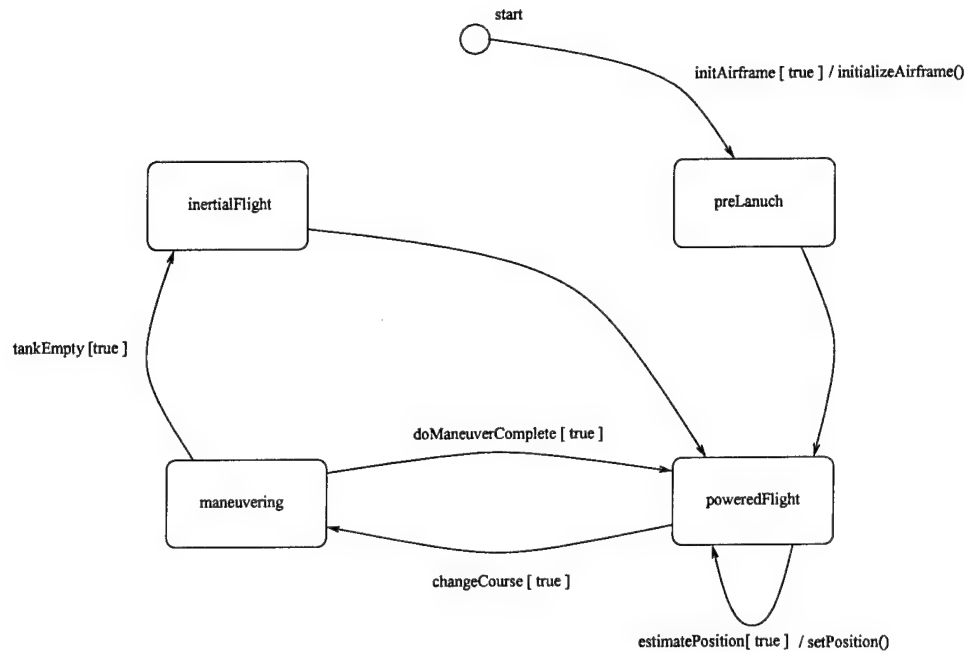 start
initAirframe [ true ] / initializeAirframe()
inertialFlight
preLanuch
tankEmpty [true ]
doManeuverComplete [ true ]
maneuvering
poweredFlight
changeCourse [ true ]
estimatePosition[ true ] / setPosition()